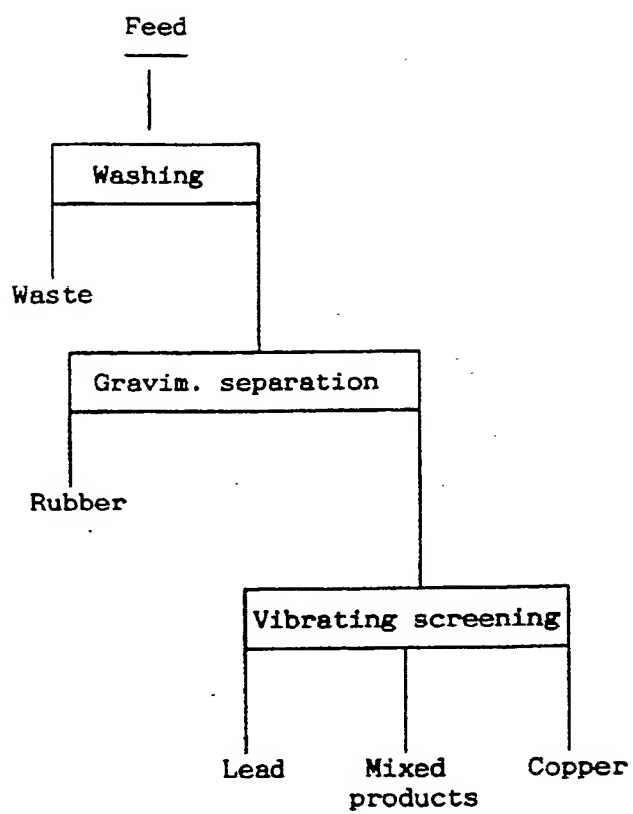 Feed
Washing
Waste
Gravim. separation
Rubber
Vibrating screening
Lead
Mixed
products
Copper